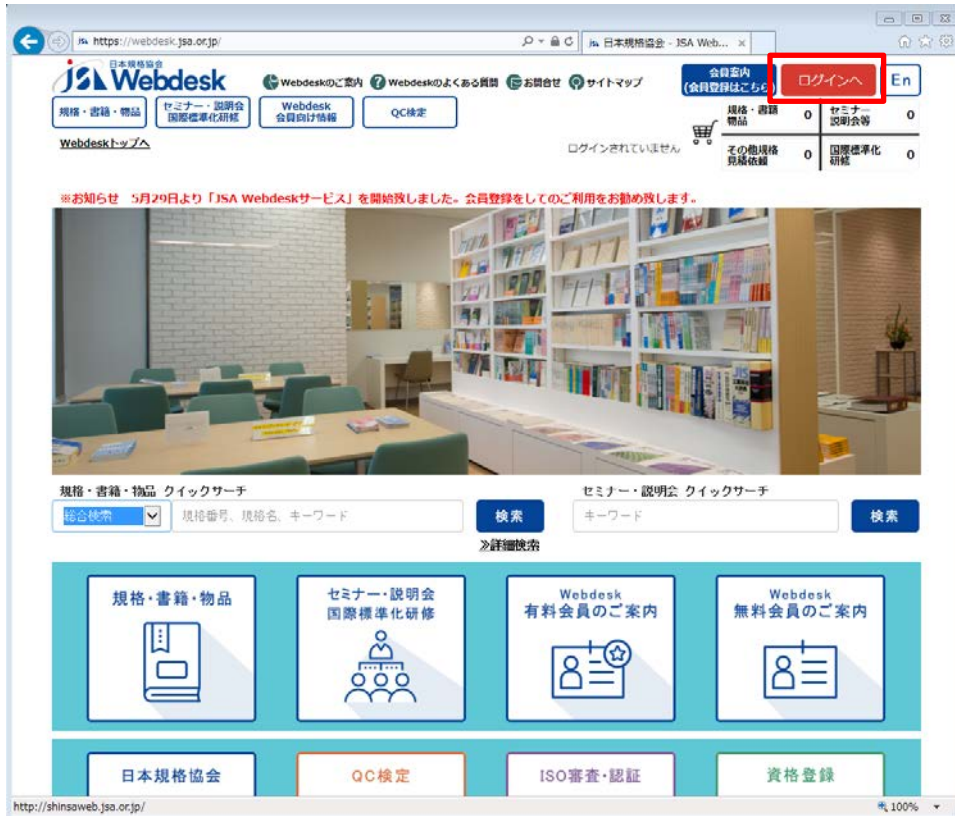 https://webdesk.jsa.or.jp/
日本規格協会 - JSA Web...
日本規格協会
JSA Webdesk
Webdeskのご案内
Webdeskのよくある質問
お問合せ
サイトマップ
会員案内
(会員登録はこちら)
ログインへ
En
規格・書籍・物品
セミナー・説明会
国際標準化研修
Webdesk
会員向け情報
QC検定
規格・書籍
物品
0
セミナー
説明会等
0
Webdeskトップへ
ログインされていません
その他規格
見積依頼
0
国際標準化
研修
0
※お知らせ 5月29日より「JSA Webdeskサービス」を開始致しました。会員登録をしてのご利用をお勧め致します。
規格・書籍・物品 クイックサーチ
セミナー・説明会 クイックサーチ
総合検索
規格番号、規格名、キーワード
検索
キーワード
検索
≫詳細検索
規格・書籍・物品
セミナー・説明会
国際標準化研修
Webdesk
有料会員のご案内
Webdesk
無料会員のご案内
日本規格協会
QC検定
ISO審査・認証
資格登録
http://shinsaweb.jsa.or.jp/
100%